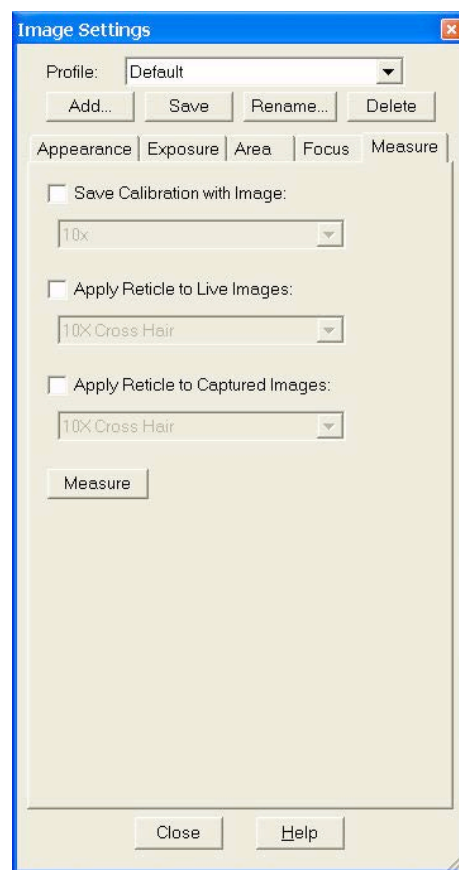 Image Settings
Profile: Default
Add... Save Rename... Delete
Appearance Exposure Area Focus Measure
Save Calibration with Image:
10x
Apply Reticle to Live Images:
10X Cross Hair
Apply Reticle to Captured Images:
10X Cross Hair
Measure
Close Help